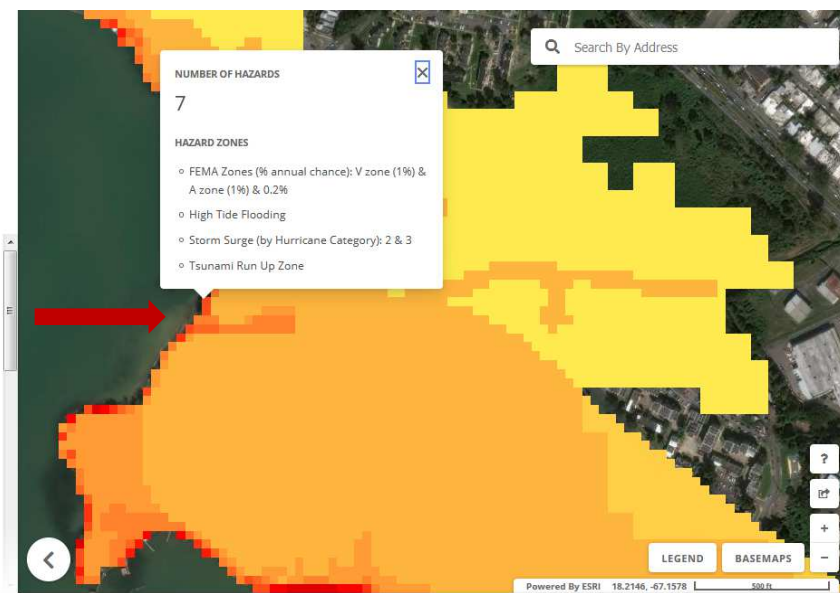 Search By Address
NUMBER OF HAZARDS
7
HAZARD ZONES
FEMA Zones (% annual chance): V zone (1%) &
A zone (1%) & 0.2%
High Tide Flooding
Storm Surge (by Hurricane Category): 2 & 3
Tsunami Run Up Zone
?
+
−
LEGEND
BASEMAPS
Powered By ESRI 18.2146, -67.1578 500 ft